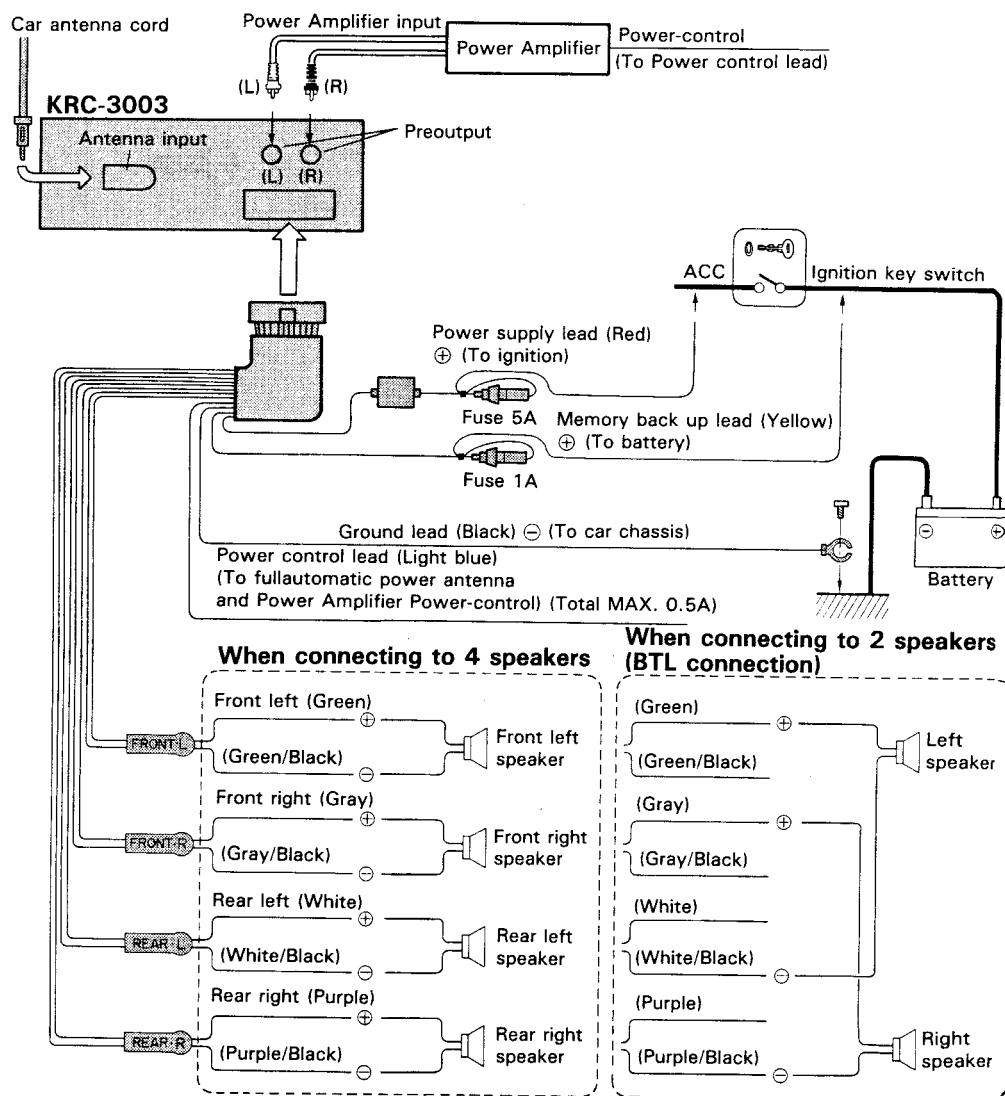 Car antenna cord
Power Amplifier input
Power Amplifier
Power-control
(To Power control lead)
(L)
(R)
KRC-3003
Antenna input
Preoutput
(L)
(R)
ACC
Ignition key switch
Power supply lead (Red)
⊕ (To ignition)
Fuse 5A
Memory back up lead (Yellow)
⊕ (To battery)
Fuse 1A
Ground lead (Black) ⊖ (To car chassis)
⊖
⊕
Battery
Power control lead (Light blue)
(To fullautomatic power antenna
and Power Amplifier Power-control) (Total MAX. 0.5A)
When connecting to 4 speakers
Front left (Green)
⊕
FRONT·L
(Green/Black)
⊖
Front left
speaker
Front right (Gray)
⊕
FRONT·R
(Gray/Black)
⊖
Front right
speaker
Rear left (White)
⊕
REAR·L
(White/Black)
⊖
Rear left
speaker
Rear right (Purple)
⊕
REAR·R
(Purple/Black)
⊖
Rear right
speaker
When connecting to 2 speakers
(BTL connection)
(Green)
⊕
(Green/Black)
Left
speaker
(Gray)
⊕
(Gray/Black)
(White)
(White/Black)
⊖
(Purple)
(Purple/Black)
⊖
Right
speaker